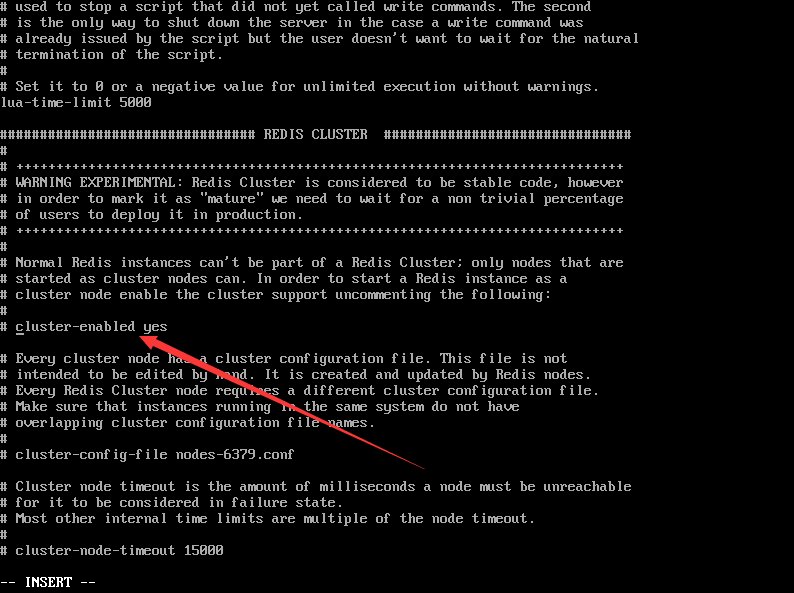 # used to stop a script that did not yet called write commands. The second
# is the only way to shut down the server in the case a write command was
# already issued by the script but the user doesn't want to wait for the natural
# termination of the script.
#
# Set it to 0 or a negative value for unlimited execution without warnings.
lua-time-limit 5000
################################ REDIS CLUSTER  ###############################
#
# ++++++++++++++++++++++++++++++++++++++++++++++++++++++++++++++++++++++++++++
# WARNING EXPERIMENTAL: Redis Cluster is considered to be stable code, however
# in order to mark it as "mature" we need to wait for a non trivial percentage
# of users to deploy it in production.
# ++++++++++++++++++++++++++++++++++++++++++++++++++++++++++++++++++++++++++++
#
# Normal Redis instances can't be part of a Redis Cluster; only nodes that are
# started as cluster nodes can. In order to start a Redis instance as a
# cluster node enable the cluster support uncommenting the following:
#
# cluster-enabled yes
# Every cluster node has a cluster configuration file. This file is not
# intended to be edited by hand. It is created and updated by Redis nodes.
# Every Redis Cluster node requires a different cluster configuration file.
# Make sure that instances running in the same system do not have
# overlapping cluster configuration file names.
#
# cluster-config-file nodes-6379.conf
# Cluster node timeout is the amount of milliseconds a node must be unreachable
# for it to be considered in failure state.
# Most other internal time limits are multiple of the node timeout.
#
# cluster-node-timeout 15000
-- INSERT --